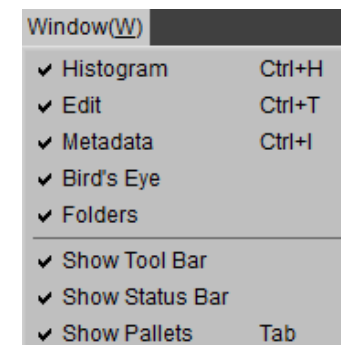 Window(W)
Histogram Ctrl+H
Edit Ctrl+T
Metadata Ctrl+I
Bird's Eye
Folders
Show Tool Bar
Show Status Bar
Show Pallets Tab